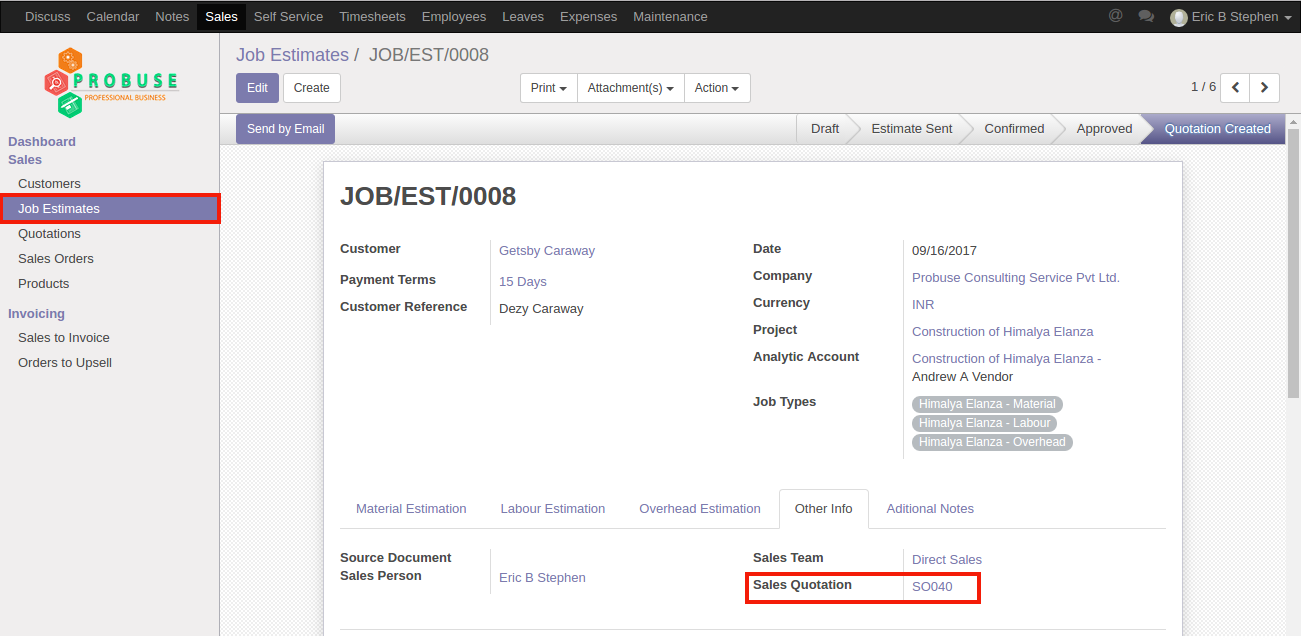 Discuss Calendar Notes Sales Self Service Timesheets Employees Leaves Expenses Maintenance @ Eric B Stephen
PROBUSE
PROFESSIONAL BUSINESS
Dashboard
Sales
Customers
Job Estimates
Quotations
Sales Orders
Products
Invoicing
Sales to Invoice
Orders to Upsell
Job Estimates / JOB/EST/0008
Edit Create Print Attachment(s) Action 1 / 6
Send by Email Draft Estimate Sent Confirmed Approved Quotation Created
JOB/EST/0008
Customer Getsby Caraway
Payment Terms 15 Days
Customer Reference Dezy Caraway
Date 09/16/2017
Company Probuse Consulting Service Pvt Ltd.
Currency INR
Project Construction of Himalya Elanza
Analytic Account Construction of Himalya Elanza -
Andrew A Vendor
Job Types Himalya Elanza - Material
Himalya Elanza - Labour
Himalya Elanza - Overhead
Material Estimation Labour Estimation Overhead Estimation Other Info Aditional Notes
Source Document
Sales Person Eric B Stephen
Sales Team Direct Sales
Sales Quotation SO040